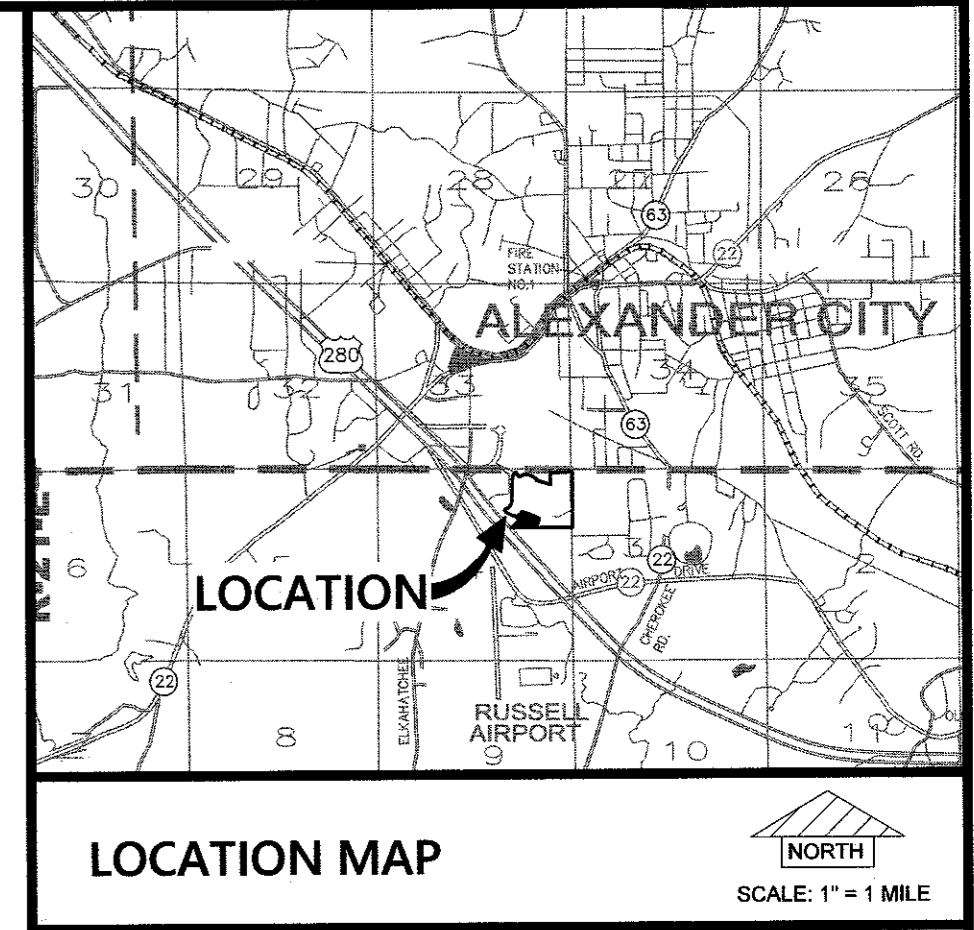 30
29
28
27
26
63
22
FIRE
STATION
NO.1
ALEXANDER CITY
280
31
32
33
34
35
63
SCOTT RD.
6
3
2
22
AIRPORT 22 DRIVE
LOCATION
CHEROKEE
RD.
22
ELKAHATCHEE
RUSSELL
AIRPORT
8
9
10
11
LOCATION MAP
NORTH
SCALE: 1" = 1 MILE